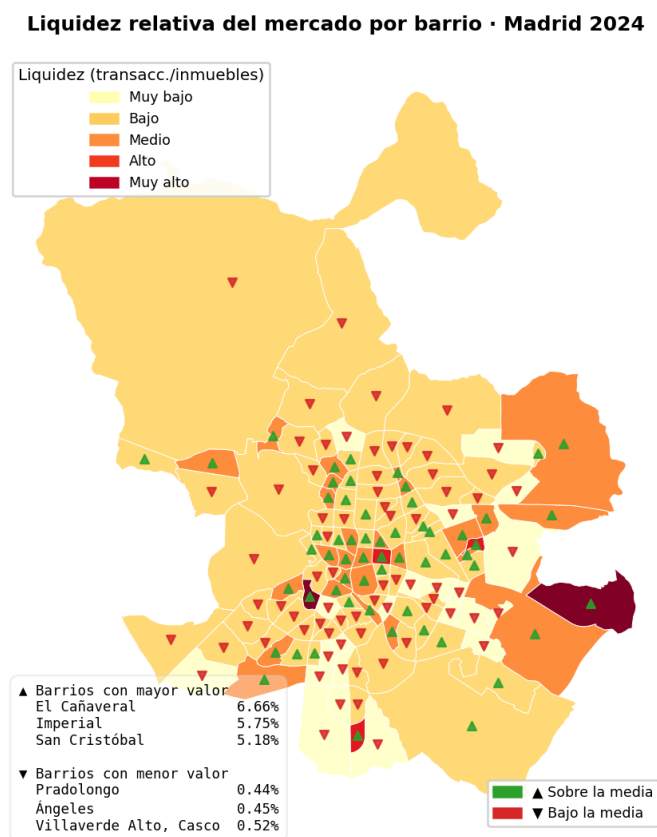 Liquidez relativa del mercado por barrio · Madrid 2024
Liquidez (transacc./inmuebles)
Muy bajo
Bajo
Medio
Alto
Muy alto
▲ Barrios con mayor valor
El Cañaveral 6.66%
Imperial 5.75%
San Cristóbal 5.18%
▼ Barrios con menor valor
Pradolongo 0.44%
Ángeles 0.45%
Villaverde Alto, Casco 0.52%
▲ Sobre la media
▼ Bajo la media